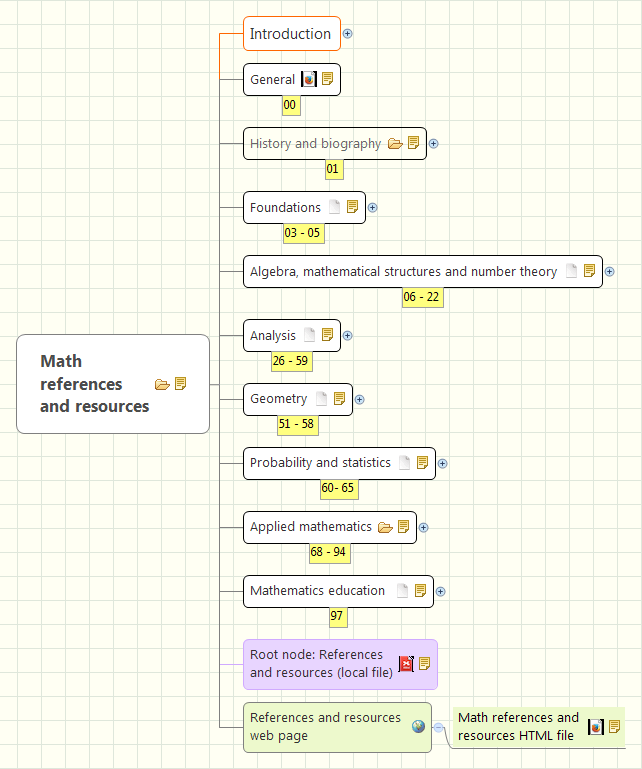 Introduction
General
00
History and biography
01
Foundations
03 - 05
Algebra, mathematical structures and number theory
06 - 22
Analysis
26 - 59
Math
references
and resources
Geometry
51 - 58
Probability and statistics
60- 65
Applied mathematics
68 - 94
Mathematics education
97
Root node: References
and resources (local file)
References and resources
web page
Math references and
resources HTML file